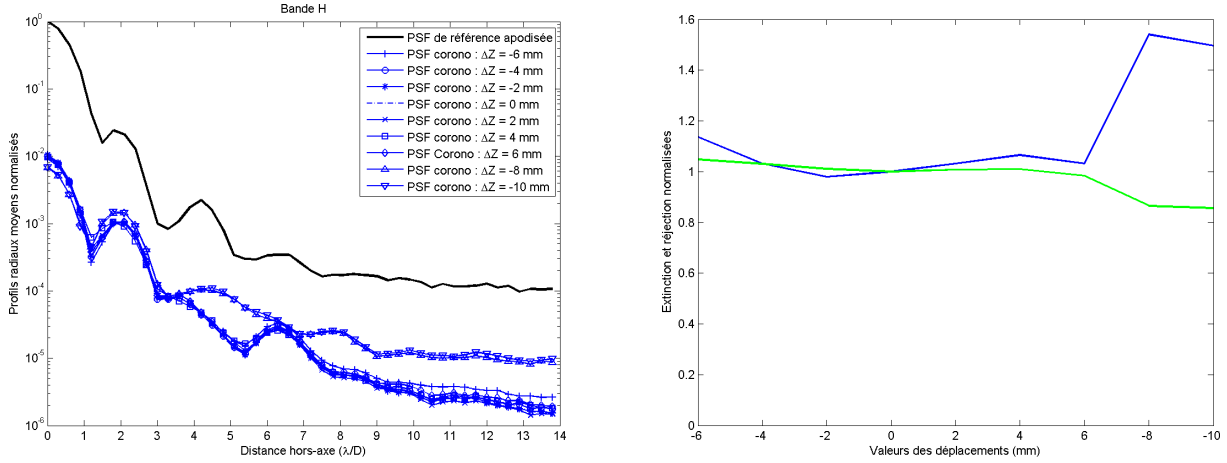 Bande H
Profils radiaux moyens normalisés
10^0
10^-1
10^-2
10^-3
10^-4
10^-5
10^-6
0 1 2 3 4 5 6 7 8 9 10 11 12 13 14
Distance hors-axe (λ/D)
PSF de référence apodisée
PSF corono : ΔZ = -6 mm
PSF corono : ΔZ = -4 mm
PSF corono : ΔZ = -2 mm
PSF corono : ΔZ = 0 mm
PSF corono : ΔZ = 2 mm
PSF corono : ΔZ = 4 mm
PSF Corono : ΔZ = 6 mm
PSF corono : ΔZ = -8 mm
PSF corono : ΔZ = -10 mm
Extinction et réjection normalisées
1.6
1.4
1.2
1
0.8
0.6
0.4
0.2
0
-6 -4 -2 0 2 4 6 -8 -10
Valeurs des déplacements (mm)